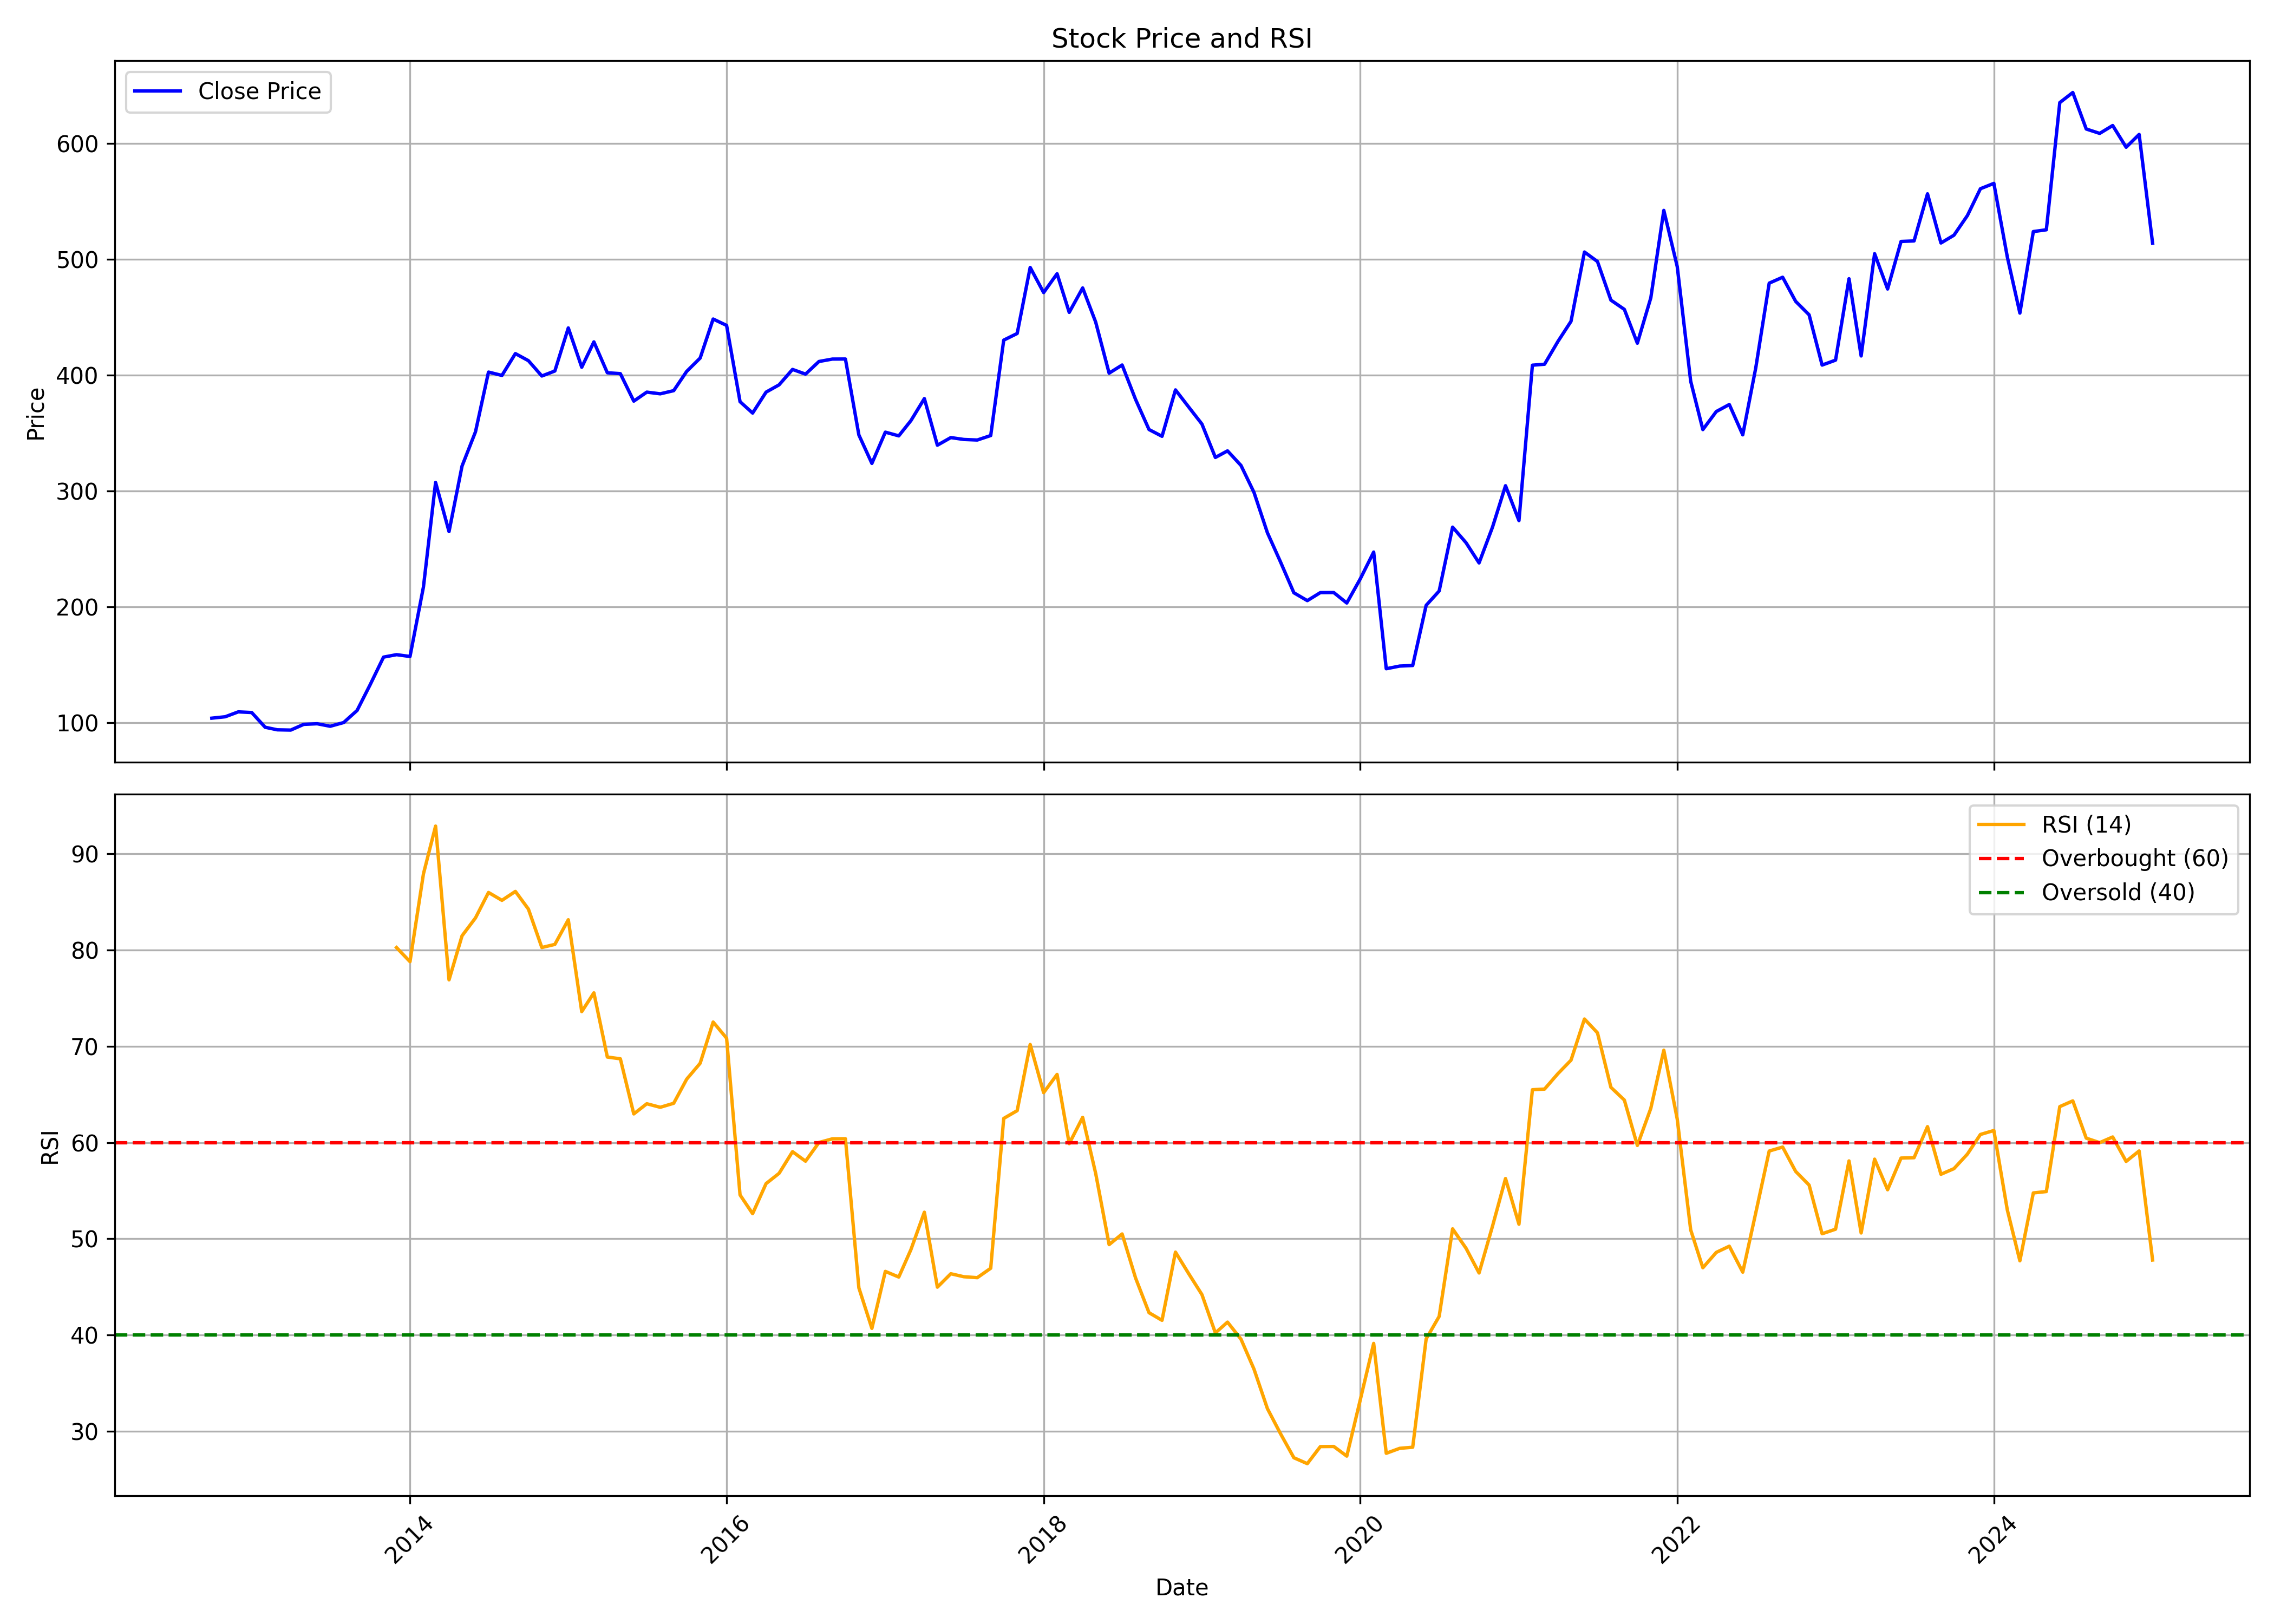 Stock Price and RSI
Close Price
600
500
400
300
200
100
Price
RSI (14)
Overbought (60)
Oversold (40)
90
80
70
60
50
40
30
RSI
2014
2016
2018
2020
2022
2024
Date